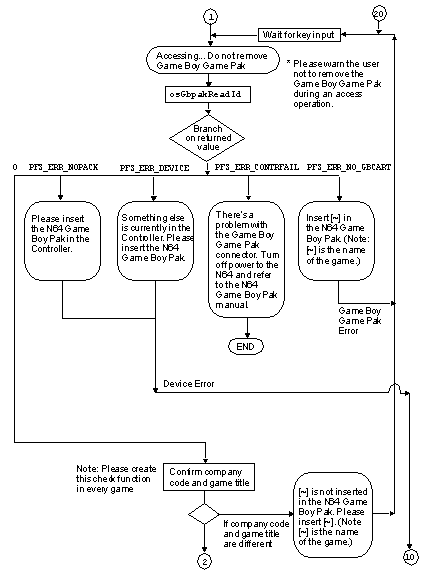 1
20
Wait for key input
Accessing... Do not remove
Game Boy Game Pak
* Please warn the user
not to remove the
Game Boy Game Pak
during an access
operation.
osGbpakReadId
Branch
on returned
value
0
PFS_ERR_NOPACK
PFS_ERR_DEVICE
PFS_ERR_CONTRFAIL
PFS_ERR_NO_GBCART
Please insert
the N64 Game
Boy Pak in the
Controller.
Something else
is currently in the
Controller. Please
insert the N64
Game Boy Pak.
There's a
problem with
the Game Boy
Game Pak
connector. Turn
off power to the
N64 and refer
to the N64
Game Boy Pak
manual.
Insert [~] in
the N64 Game
Boy Pak. (Note:
[~] is the name
of the game.)
Game Boy
Game Pak
Error
END
Device Error
Note: Please create
this check function
in every game
Confirm company
code and game title
If company code
and game title
are different
[~] is not inserted
in the N64 Game
Boy Pak. Please
insert [~]. (Note
[~] is the name
of the game.)
2
10